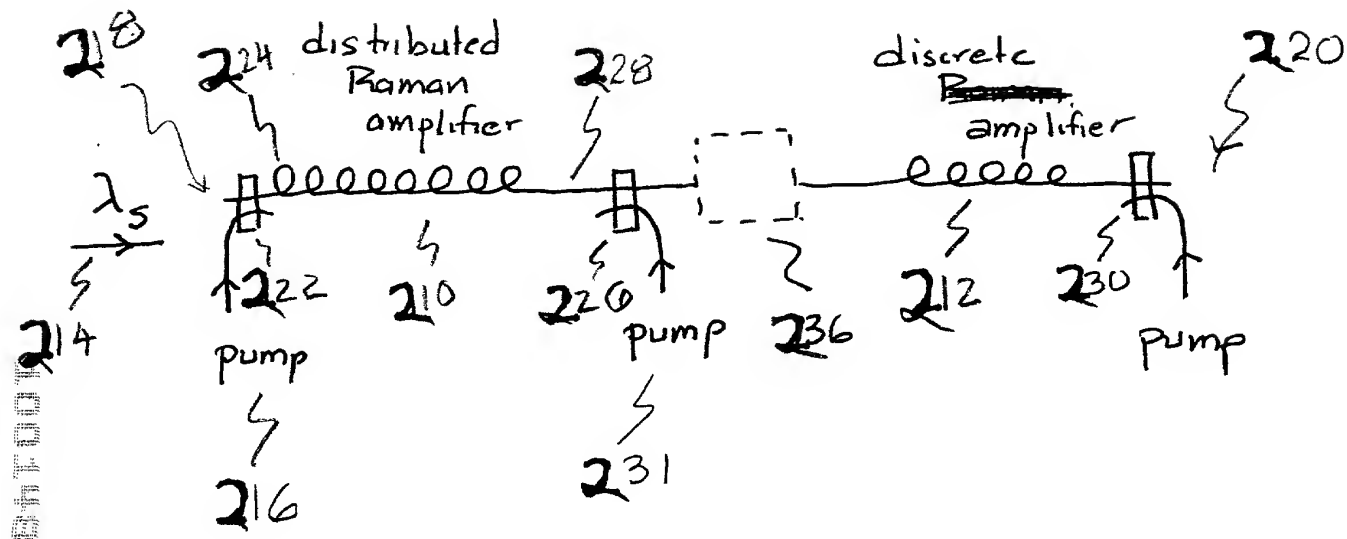 218
224
distributed
Raman
amplifier
228
discrete
amplifier
220
λs
214
222
pump
216
210
226
pump
231
236
212
230
pump